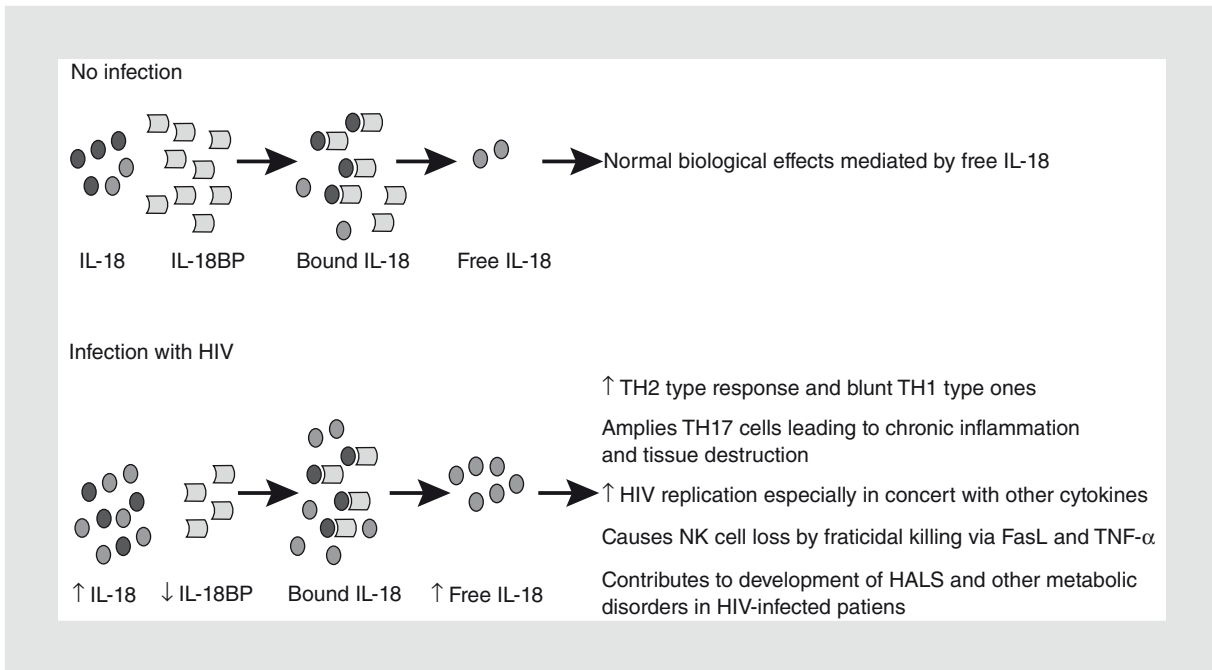 No infection
Normal biological effects mediated by free IL-18
IL-18 IL-18BP Bound IL-18 Free IL-18
Infection with HIV
↑ TH2 type response and blunt TH1 type ones
Amplies TH17 cells leading to chronic inflammation
and tissue destruction
↑ HIV replication especially in concert with other cytokines
Causes NK cell loss by fraticidal killing via FasL and TNF-α
Contributes to development of HALS and other metabolic
disorders in HIV-infected patiens
↑ IL-18 ↓ IL-18BP Bound IL-18 ↑ Free IL-18